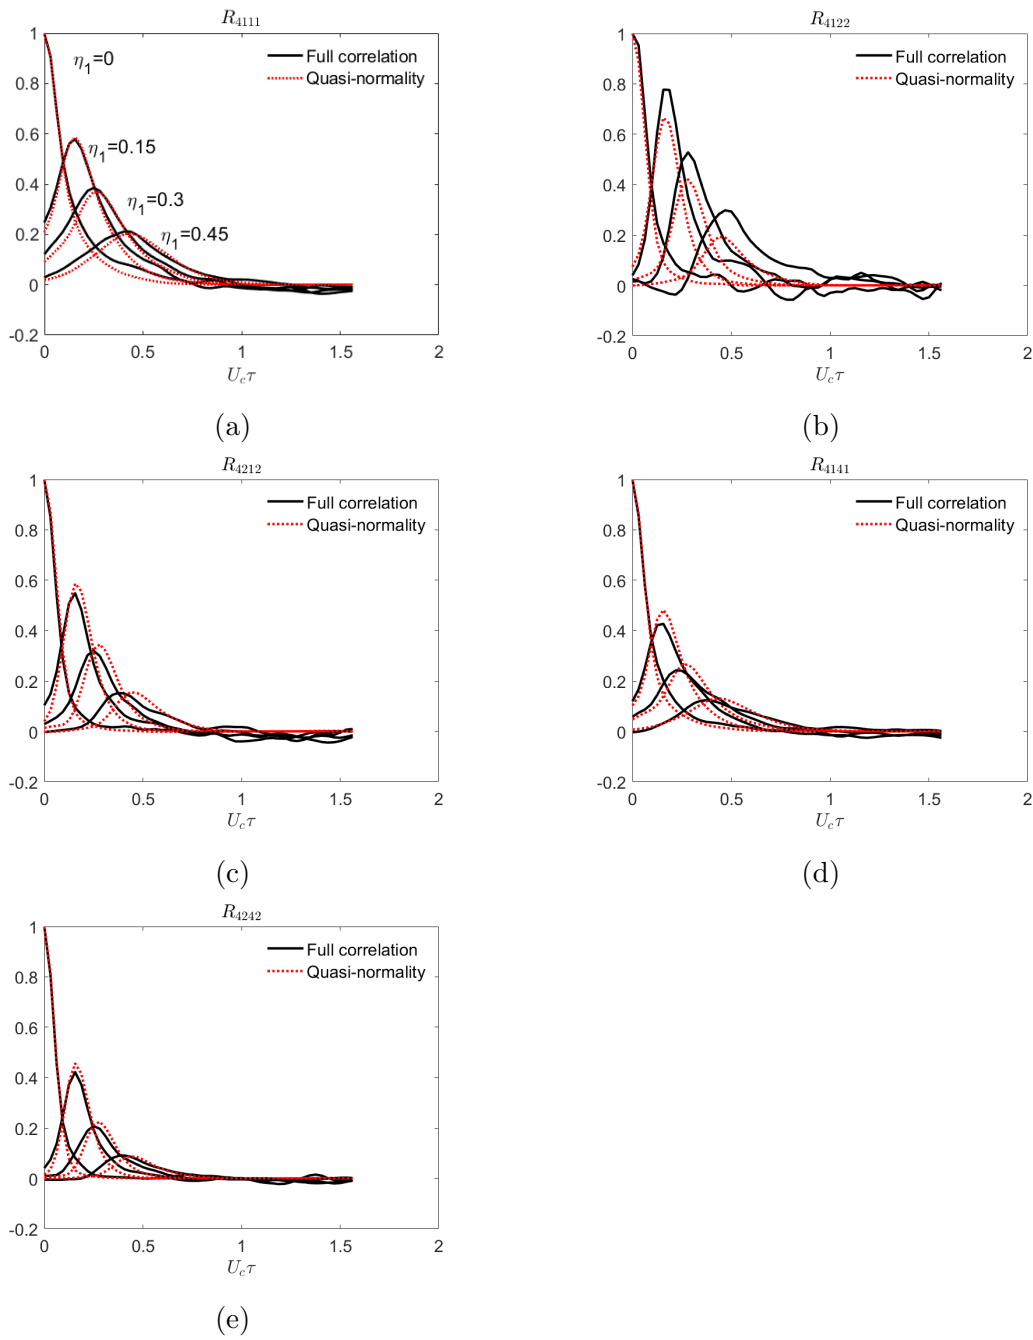 R₄₁₁₁
1
0.8
0.6
0.4
0.2
0
-0.2
η₁=0
η₁=0.15
η₁=0.3
η₁=0.45
Full correlation
Quasi-normality
0 0.5 1 1.5 2
U_cτ
(a)
R₄₁₂₂
1
0.8
0.6
0.4
0.2
0
-0.2
Full correlation
Quasi-normality
0 0.5 1 1.5 2
U_cτ
(b)
R₄₂₁₂
1
0.8
0.6
0.4
0.2
0
-0.2
Full correlation
Quasi-normality
0 0.5 1 1.5 2
U_cτ
(c)
R₄₁₄₁
1
0.8
0.6
0.4
0.2
0
-0.2
Full correlation
Quasi-normality
0 0.5 1 1.5 2
U_cτ
(d)
R₄₂₄₂
1
0.8
0.6
0.4
0.2
0
-0.2
Full correlation
Quasi-normality
0 0.5 1 1.5 2
U_cτ
(e)